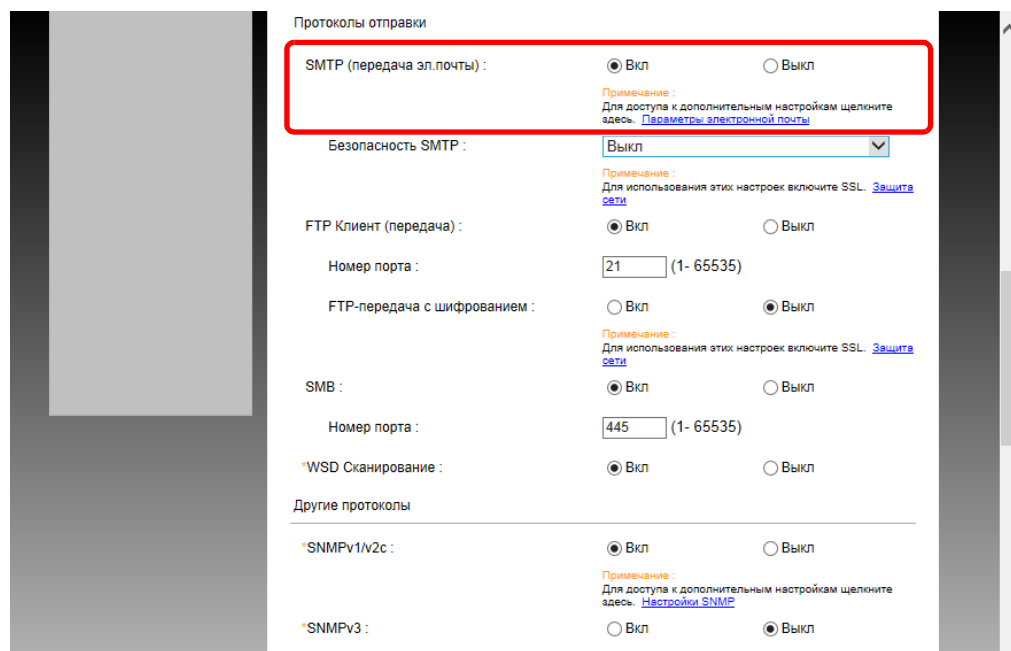 Протоколы отправки
SMTP (передача эл.почты) : Вкл Выкл
Примечание :
Для доступа к дополнительным настройкам щелкните
здесь. Параметры электронной почты
Безопасность SMTP : Выкл
Примечание :
Для использования этих настроек включите SSL. Защита
сети
FTP Клиент (передача) : Вкл Выкл
Номер порта : 21 (1- 65535)
FTP-передача с шифрованием : Вкл Выкл
Примечание :
Для использования этих настроек включите SSL. Защита
сети
SMB : Вкл Выкл
Номер порта : 445 (1- 65535)
*WSD Сканирование : Вкл Выкл
Другие протоколы
*SNMPv1/v2c : Вкл Выкл
Примечание :
Для доступа к дополнительным настройкам щелкните
здесь. Настройки SNMP
*SNMPv3 : Вкл Выкл